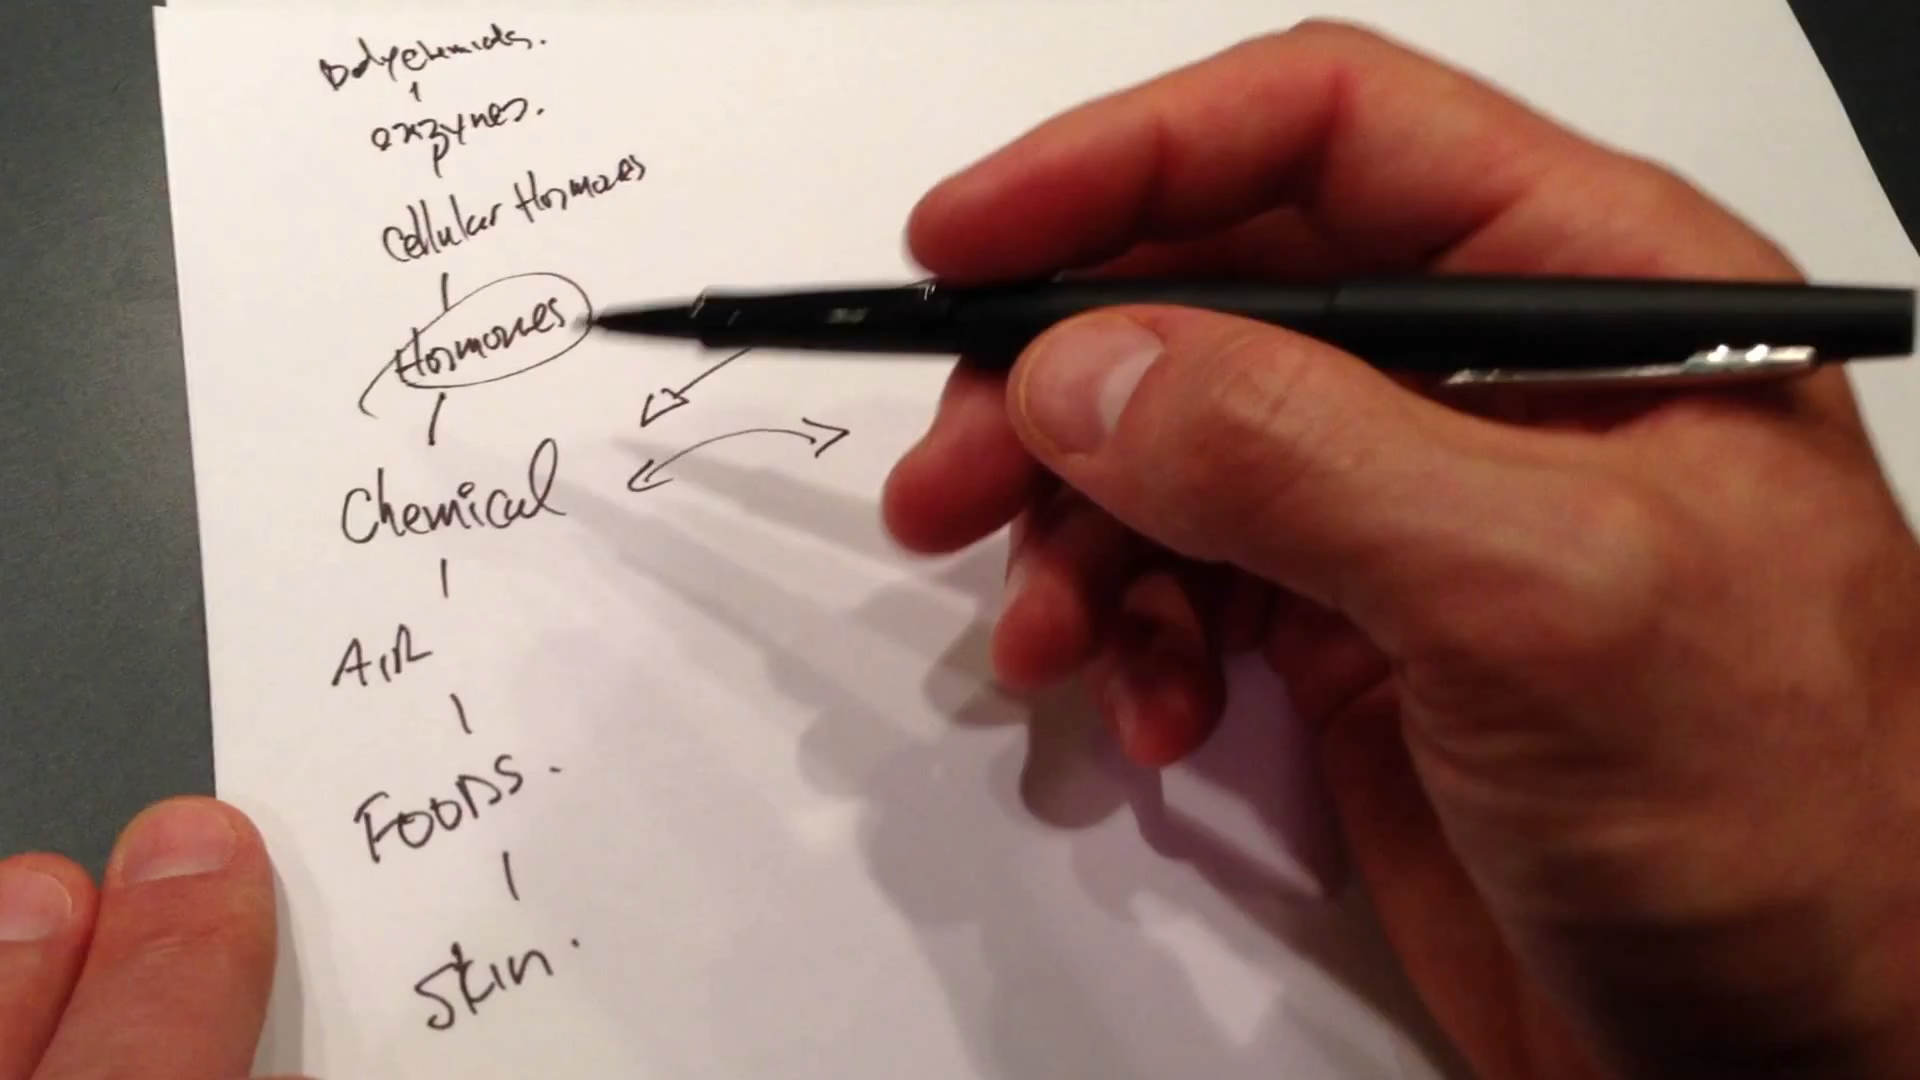 Bodychemicals.
enzymes.
Cellular Hormones
Hormones
Chemical
AIR
FOODS.
Skin.